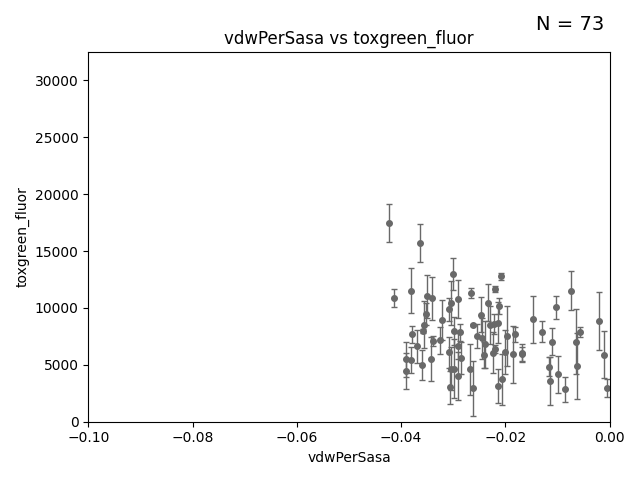 N = 73
vdwPerSasa vs toxgreen_fluor
30000
25000
20000
15000
10000
5000
0
toxgreen_fluor
−0.10 −0.08 −0.06 −0.04 −0.02 0.00
vdwPerSasa